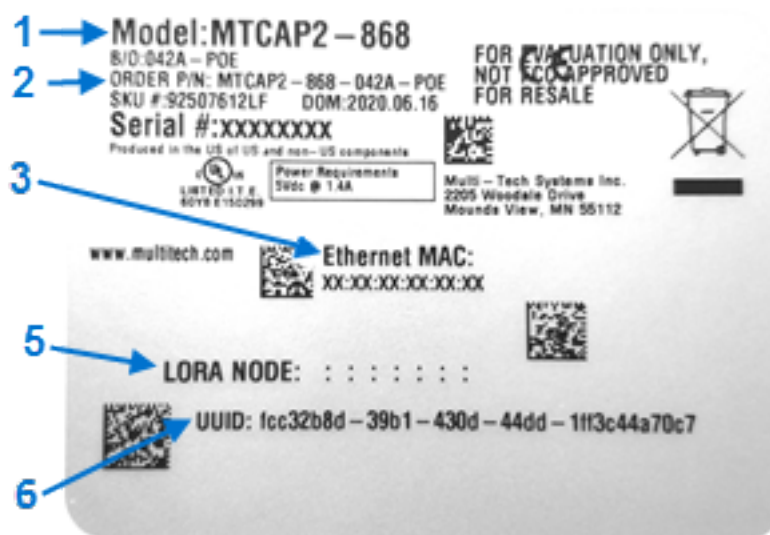 1 Model:MTCAP2-868
B/O:042A-POE
2 ORDER P/N: MTCAP2-868-042A-POE
SKU #:92507612LF DOM:2020.06.16
Serial #:XXXXXXXX
Produced in the US of US and non-US components
FOR EVACUATION ONLY,
NOT FCC APPROVED
FOR RESALE
CE
UL
LISTED I.T.E.
E150299
Power Requirements
5Vdc @ 1.4A
Multi-Tech Systems Inc.
2205 Woodale Drive
Mounds View, MN 55112
3
www.multitech.com
Ethernet MAC:
XX:XX:XX:XX:XX:XX
5
LORA NODE: : : : : : : :
UUID: fcc32b8d-39b1-430d-44dd-1ff3c44a70c7
6